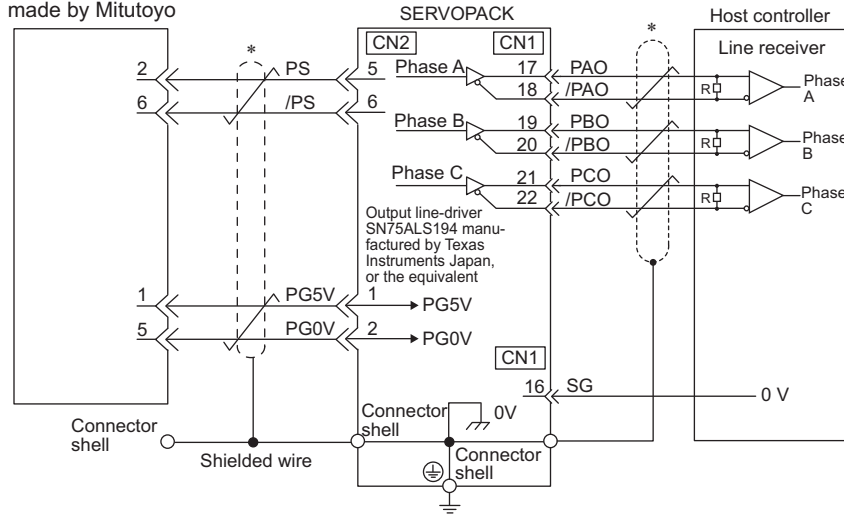 made by Mitutoyo
SERVOPACK
Host controller
Line receiver
*
*
CN2
CN1
2
PS
5
Phase A
17
PAO
18
/PAO
R
Phase
A
6
/PS
6
Phase B
19
PBO
20
/PBO
R
Phase
B
Phase C
21
PCO
22
/PCO
R
Phase
C
Output line-driver
SN75ALS194 manu-
factured by Texas
Instruments Japan,
or the equivalent
1
PG5V
1
PG5V
5
PG0V
2
PG0V
CN1
16
SG
0 V
Connector
shell
Shielded wire
Connector
shell
0V
Connector
shell